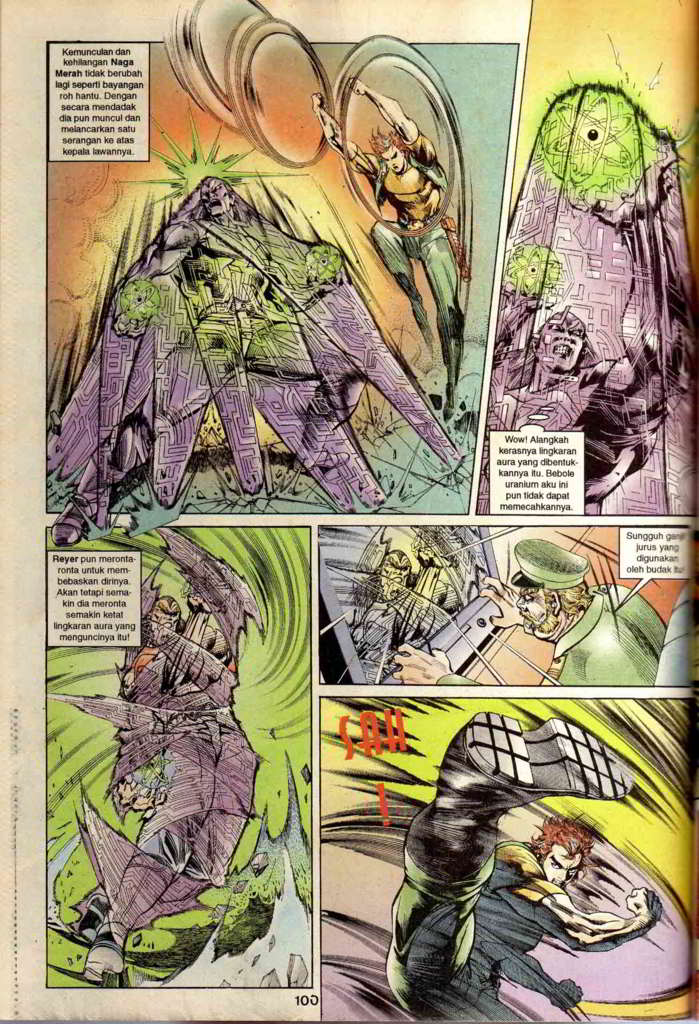 Kemunculan dan
kehilangan Naga
Merah tidak berubah
lagi seperti bayangan
roh hantu. Dengan
secara mendadak
dia pun muncul dan
melancarkan satu
serangan ke atas
kepala lawannya.
Wow! Alangkah
kerasnya lingkaran
aura yang dibentuk-
kannya itu. Bebole
uranium aku ini
pun tidak dapat
memecahkannya.
Reyer pun meronta-
ronta untuk mem-
bebaskan dirinya.
Akan tetapi sema-
kin dia meronta
semakin ketat
lingkaran aura yang
menguncinya itu!
Sungguh
jurus yang
digunakan
oleh budak
SAH
!
100